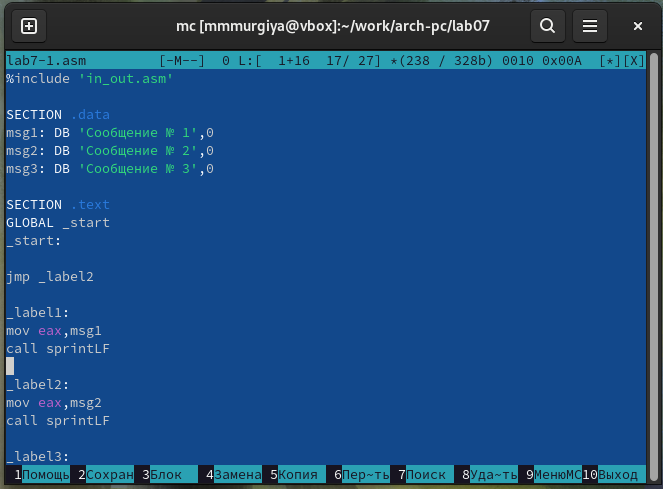 mc [mmmurgiya@vbox]:~/work/arch-pc/lab07
lab7-1.asm [-M--] 0 L:[ 1+16 17/ 27] *(238 / 328b) 0010 0x00A [*][X]
%include 'in_out.asm'
SECTION .data
msg1: DB 'Сообщение № 1',0
msg2: DB 'Сообщение № 2',0
msg3: DB 'Сообщение № 3',0
SECTION .text
GLOBAL _start
_start:
jmp _label2
_label1:
mov eax,msg1
call sprintLF
_label2:
mov eax,msg2
call sprintLF
_label3:
1Помощь 2Сохран 3Блок 4Замена 5Копия 6Пер~ть 7Поиск 8Уда~ть 9МенюMC 10Выход